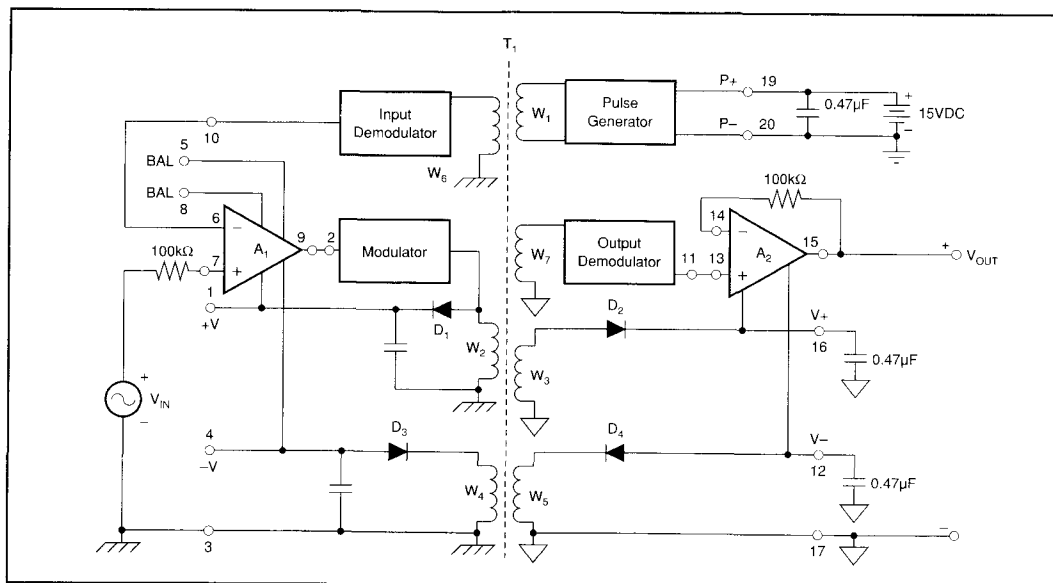 T1
P+ 19
W1
Pulse
Generator
0.47µF
+
15VDC
−
P− 20
Input
Demodulator
10
W6
5
BAL
BAL
8
6
−
A1
9 2
Modulator
100kΩ
7
+
1
+V
D1
W2
100kΩ
14
−
A2
15
+
VOUT
W7
Output
Demodulator
11 13
+
D2
V+
16
0.47µF
W3
+
VIN
−
4
−V
D3
W4
D4
V−
12
0.47µF
W5
3
17
−